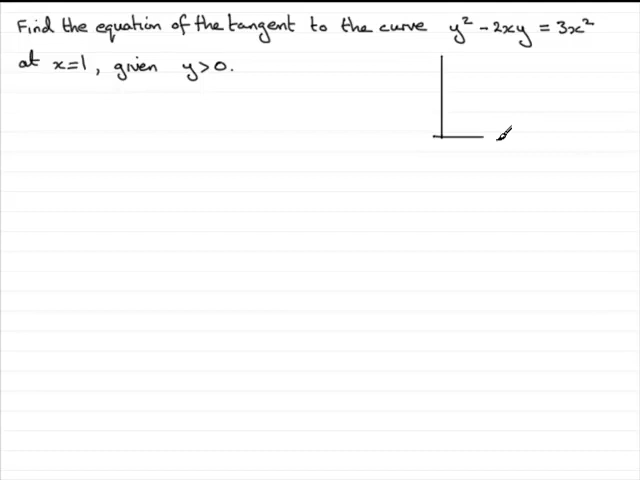 Find the equation of the tangent to the curve y² - 2xy = 3x²
at x=1, given y>0.